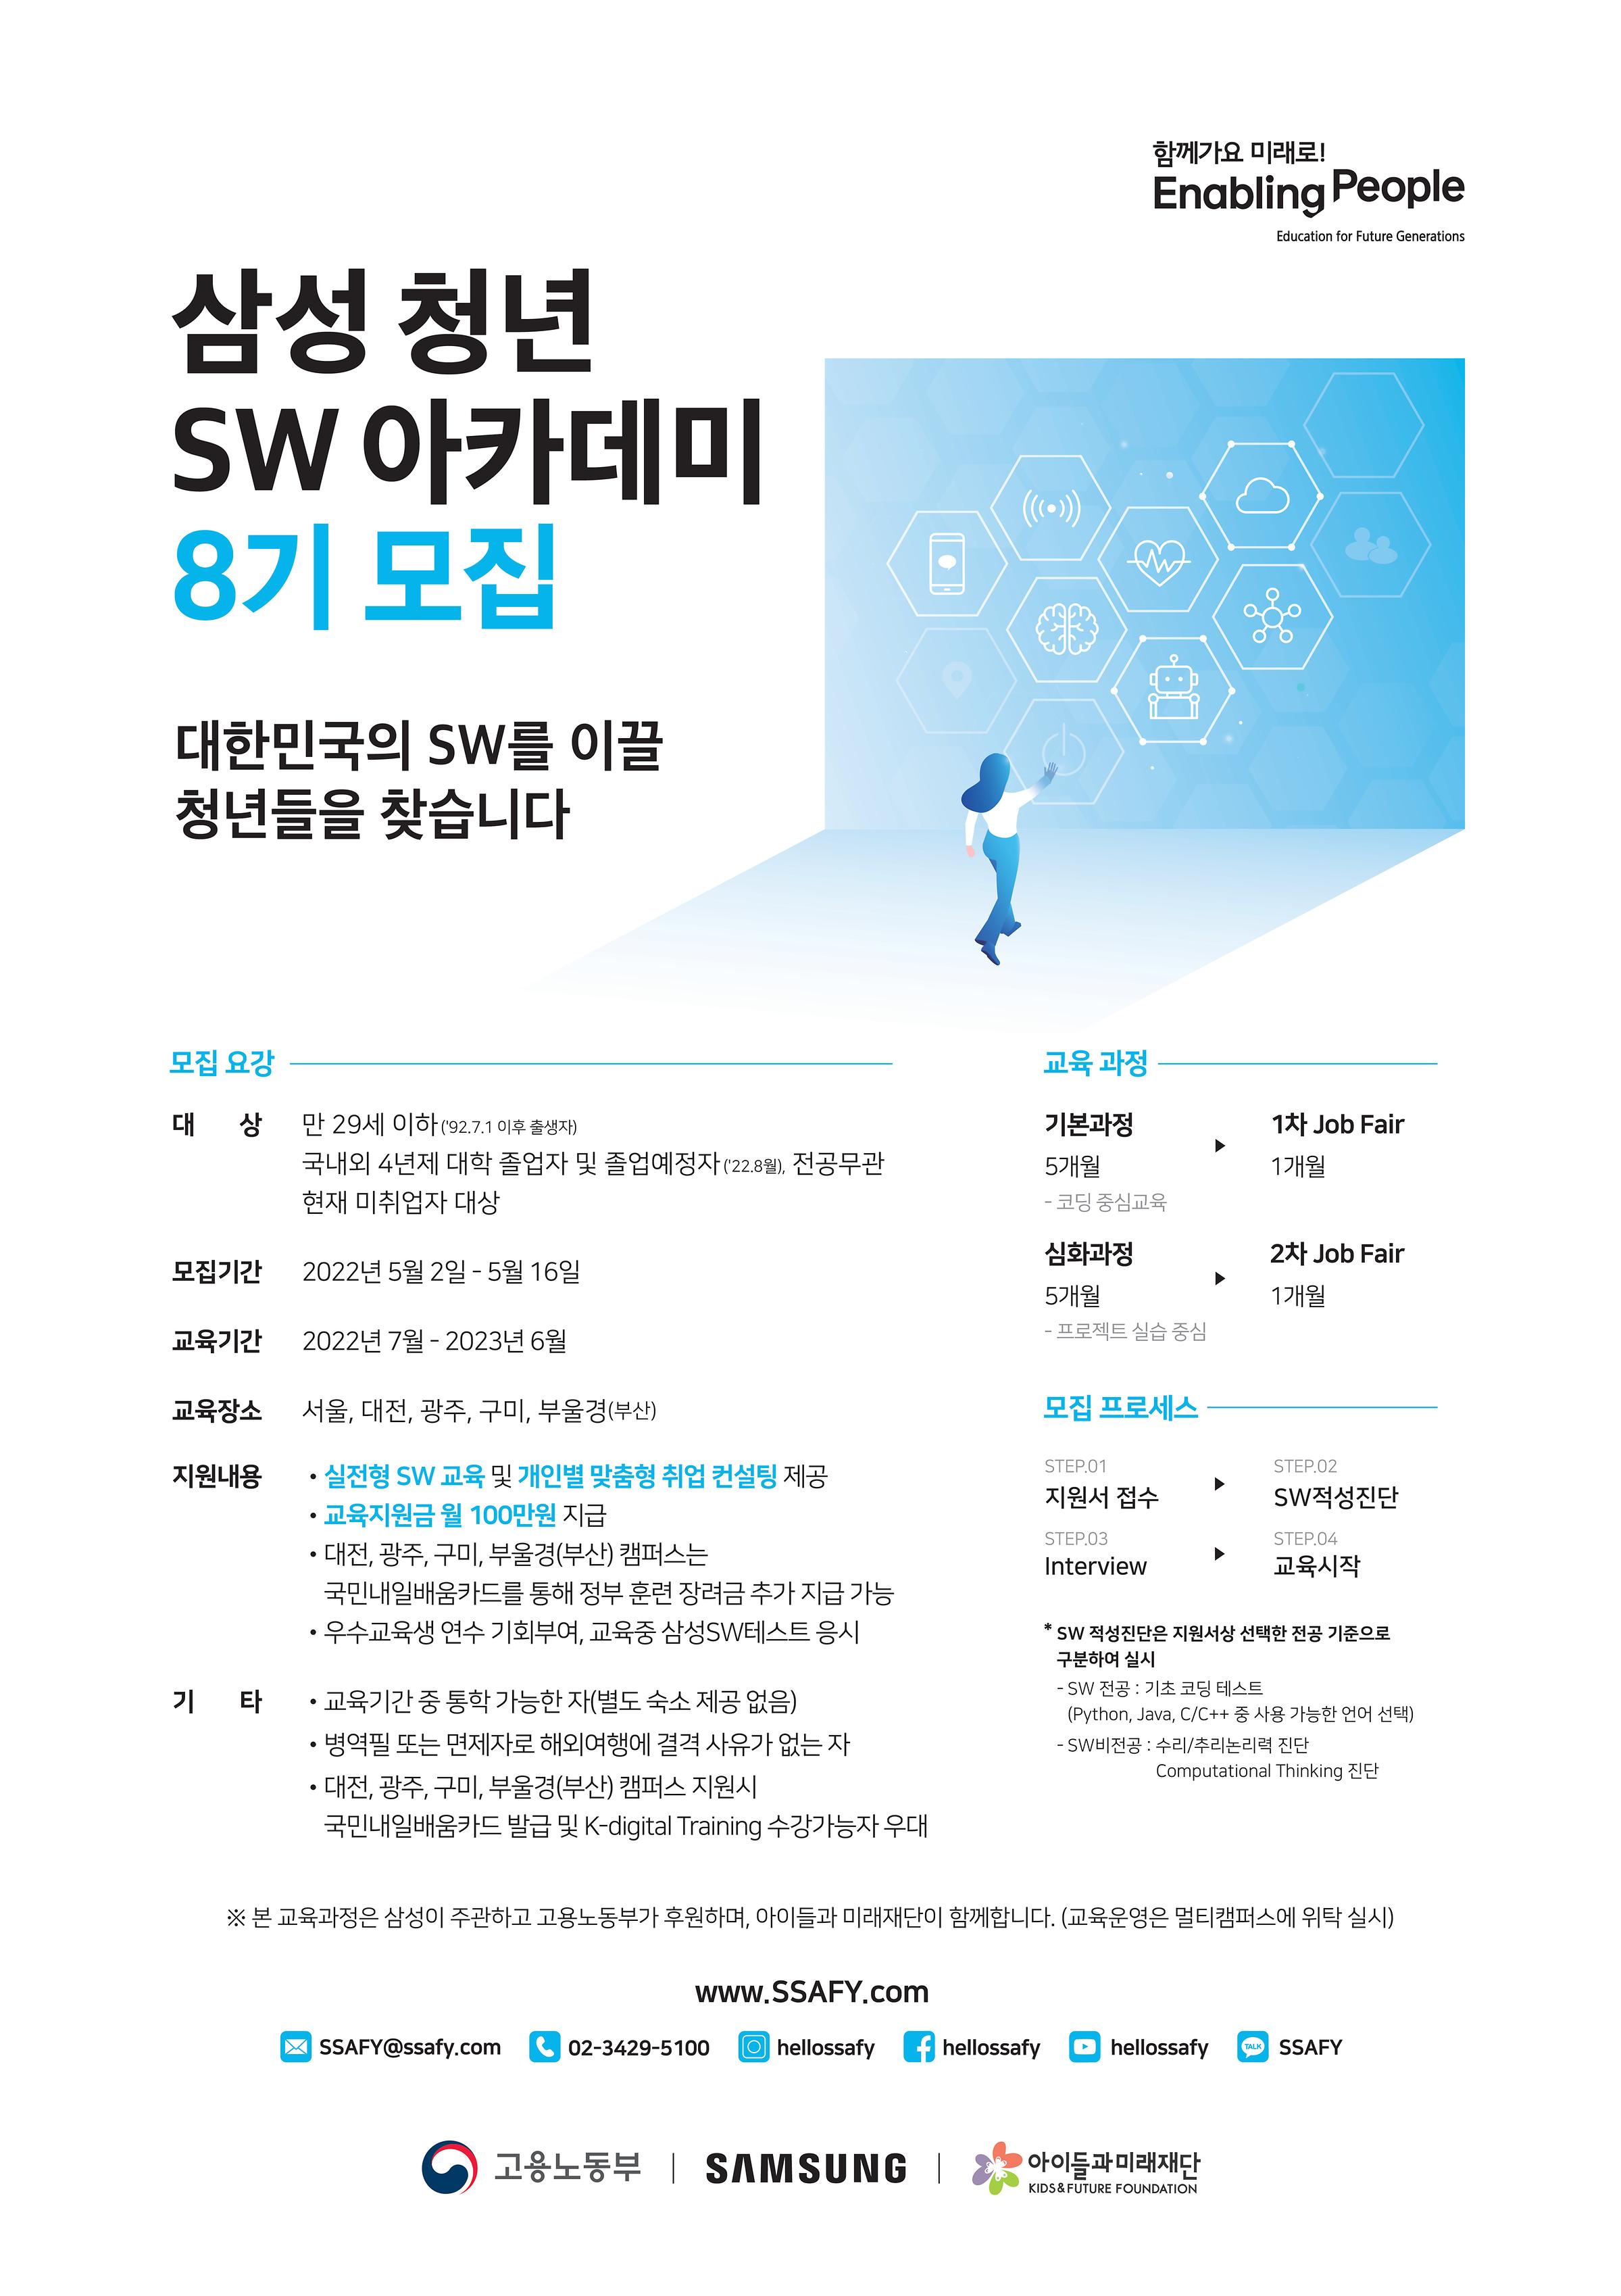 함께가요 미래로!
Enabling People
Education for Future Generations
삼성 청년
SW 아카데미
8기 모집
대한민국의 SW를 이끌
청년들을 찾습니다
모집 요강
대 상
만 29세 이하('92.7.1 이후 출생자)
국내외 4년제 대학 졸업자 및 졸업예정자('22.8월), 전공무관
현재 미취업자 대상
모집기간 2022년 5월 2일 - 5월 16일
교육기간 2022년 7월 - 2023년 6월
교육장소 서울, 대전, 광주, 구미, 부울경(부산)
지원내용
• 실전형 SW 교육 및 개인별 맞춤형 취업 컨설팅 제공
• 교육지원금 월 100만원 지급
• 대전, 광주, 구미, 부울경(부산) 캠퍼스는
국민내일배움카드를 통해 정부 훈련 장려금 추가 지급 가능
• 우수교육생 연수 기회부여, 교육중 삼성SW테스트 응시
기 타
• 교육기간 중 통학 가능한 자(별도 숙소 제공 없음)
• 병역필 또는 면제자로 해외여행에 결격 사유가 없는 자
• 대전, 광주, 구미, 부울경(부산) 캠퍼스 지원시
국민내일배움카드 발급 및 K-digital Training 수강가능자 우대
교육 과정
기본과정 ▶ 1차 Job Fair
5개월 1개월
- 코딩 중심교육
심화과정 ▶ 2차 Job Fair
5개월 1개월
- 프로젝트 실습 중심
모집 프로세스
STEP.01 ▶ STEP.02
지원서 접수 SW적성진단
STEP.03 ▶ STEP.04
Interview 교육시작
* SW 적성진단은 지원서상 선택한 전공 기준으로
구분하여 실시
- SW 전공 : 기초 코딩 테스트
(Python, Java, C/C++ 중 사용 가능한 언어 선택)
- SW비전공 : 수리/추리논리력 진단
Computational Thinking 진단
※ 본 교육과정은 삼성이 주관하고 고용노동부가 후원하며, 아이들과 미래재단이 함께합니다. (교육운영은 멀티캠퍼스에 위탁 실시)
www.SSAFY.com
SSAFY@ssafy.com 02-3429-5100 hellossafy hellossafy hellossafy TALK SSAFY
고용노동부 | SAMSUNG | 아이들과미래재단
KIDS&FUTURE FOUNDATION